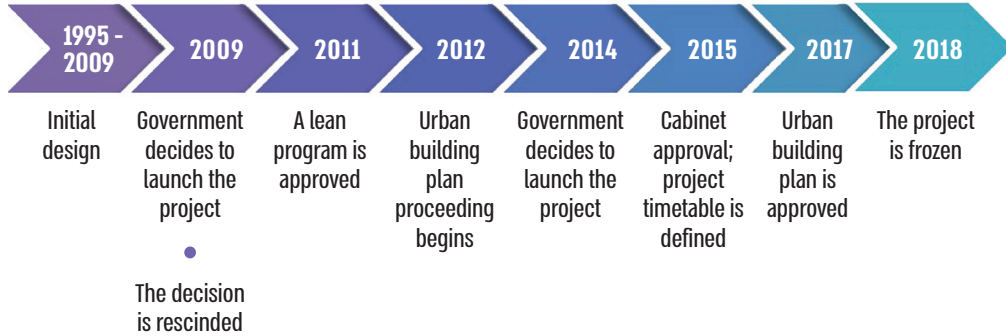 1995 -
2009
Initial
design
2009
Government
decides to
launch the
project
The decision
is rescinded
2011
A lean
program is
approved
2012
Urban
building
plan
proceeding
begins
2014
Government
decides to
launch the
project
2015
Cabinet
approval;
project
timetable is
defined
2017
Urban
building
plan is
approved
2018
The project
is frozen